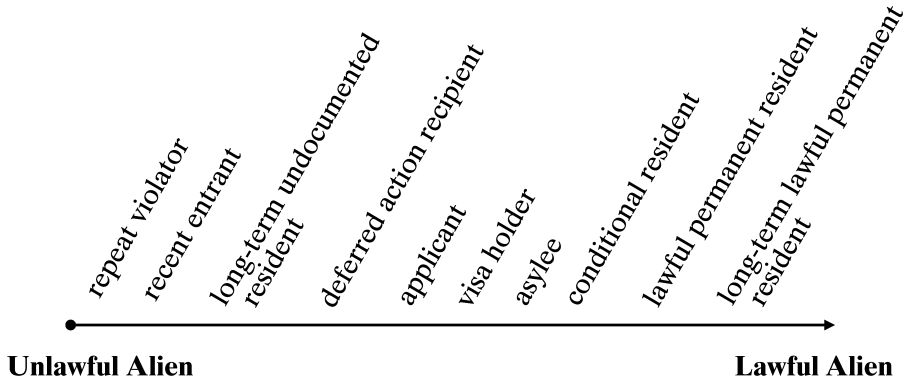 repeat violator
recent entrant
long-term undocumented
resident
deferred action recipient
applicant
visa holder
asylee
conditional resident
lawful permanent resident
long-term lawful permanent
resident
Unlawful Alien
Lawful Alien